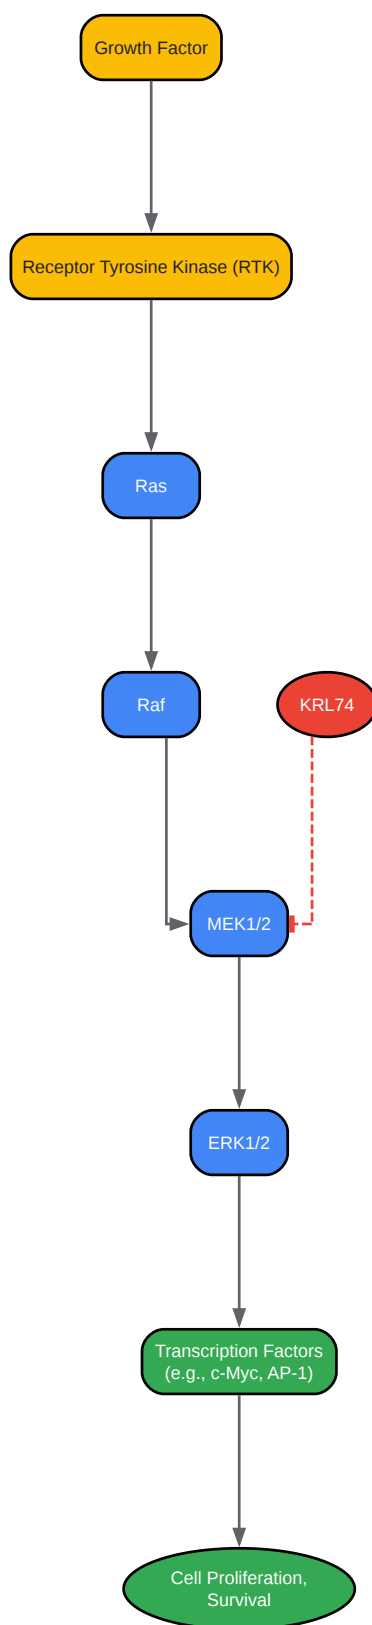 Growth Factor
Receptor Tyrosine Kinase (RTK)
Ras
Raf
KRL74
MEK1/2
ERK1/2
Transcription Factors
(e.g., c-Myc, AP-1)
Cell Proliferation,
Survival